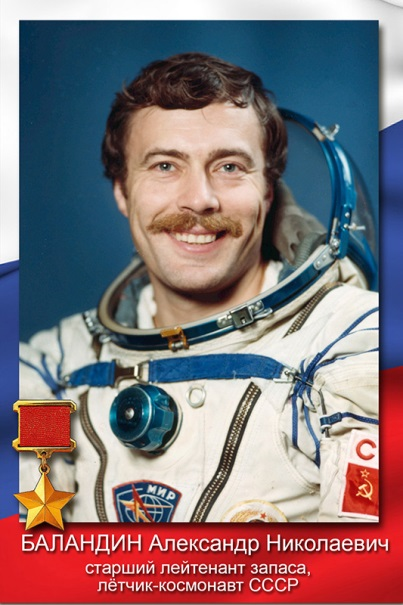 МИР
С
БАЛАНДИН Александр Николаевич
старший лейтенант запаса,
лётчик-космонавт СССР